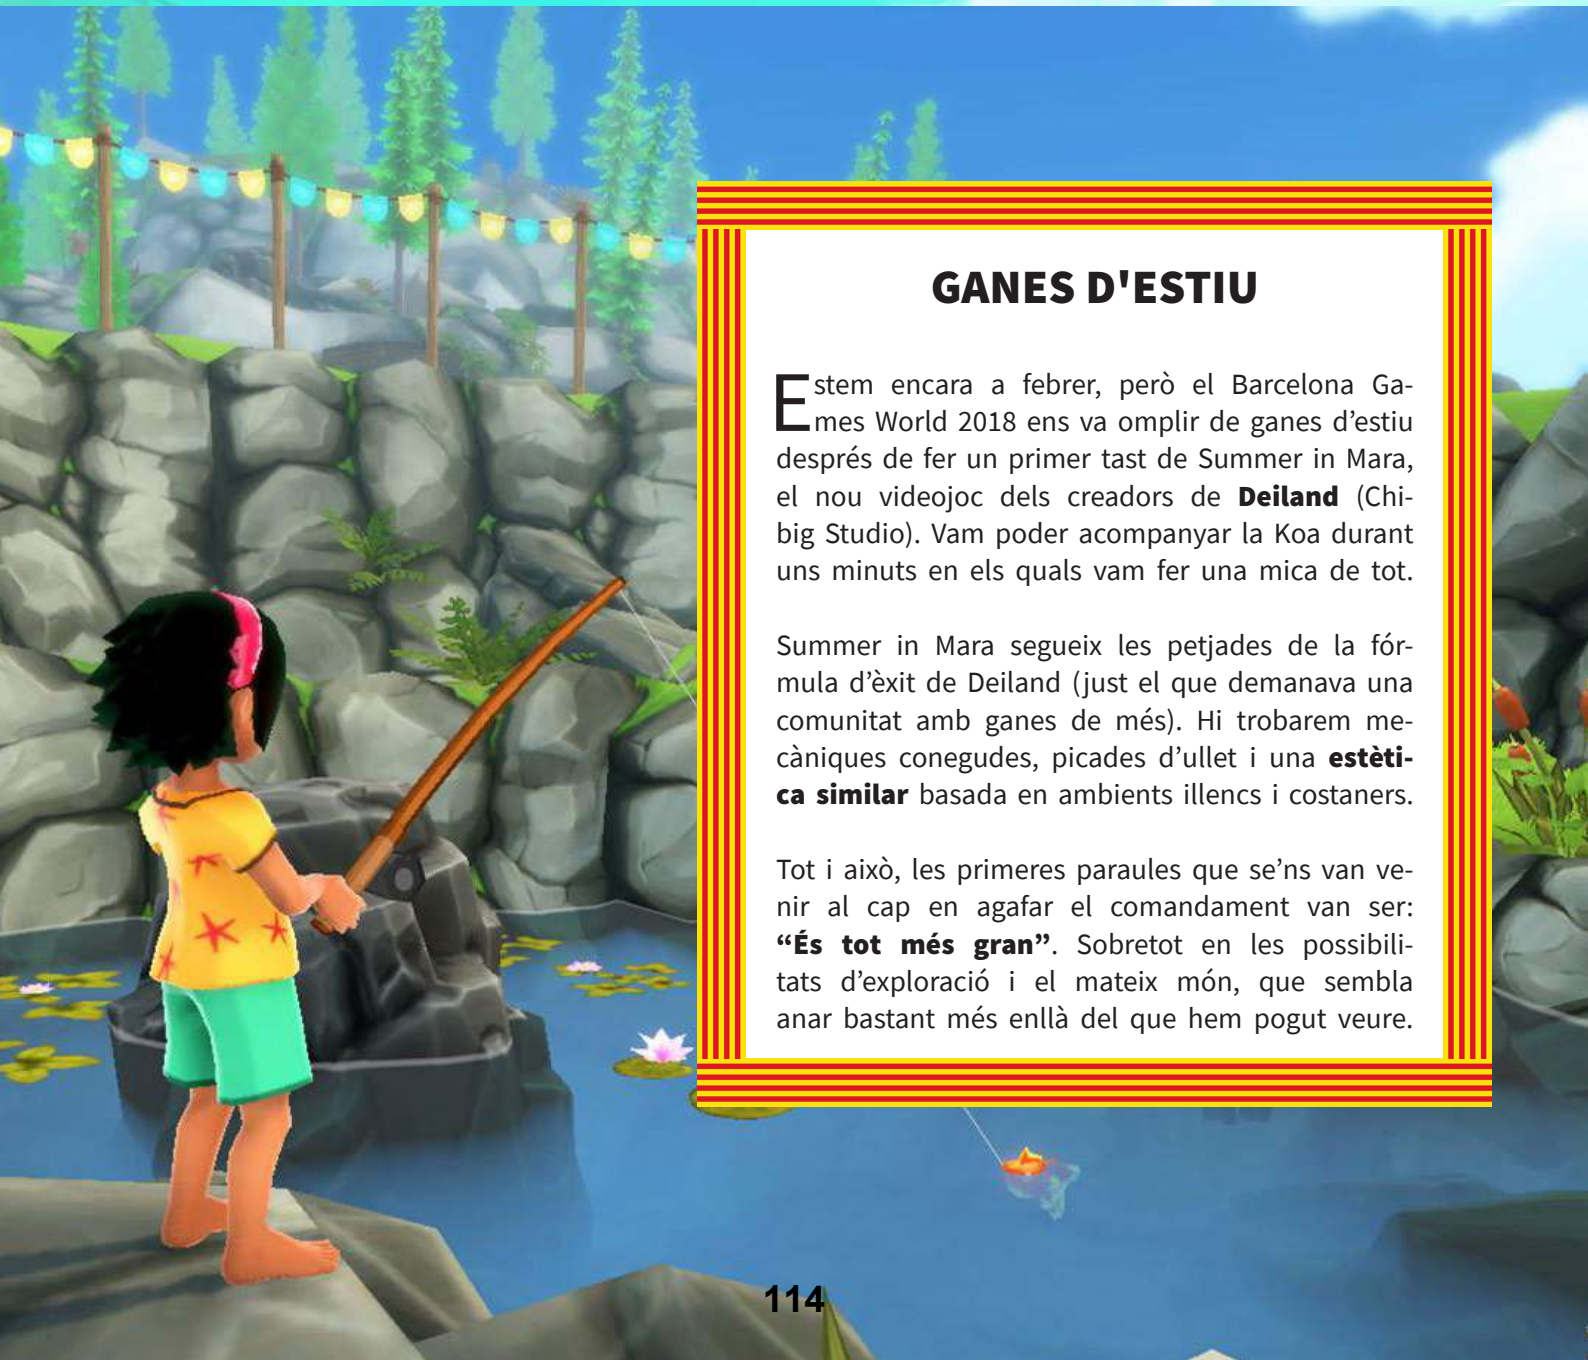 GANES D'ESTIU
Estem encara a febrer, però el Barcelona Ga-
mes World 2018 ens va omplir de ganes d’estiu
després de fer un primer tast de Summer in Mara,
el nou videojoc dels creadors de Deiland (Chi-
big Studio). Vam poder acompanyar la Koa durant
uns minuts en els quals vam fer una mica de tot.
Summer in Mara segueix les petjades de la fór-
mula d’èxit de Deiland (just el que demanava una
comunitat amb ganes de més). Hi trobarem me-
càniques conegudes, picades d’ullet i una estèti-
ca similar basada en ambients illencs i costaners.
Tot i això, les primeres paraules que se’ns van ve-
nir al cap en agafar el comandament van ser:
“És tot més gran”. Sobretot en les possibili-
tats d’exploració i el mateix món, que sembla
anar bastant més enllà del que hem pogut veure.
114